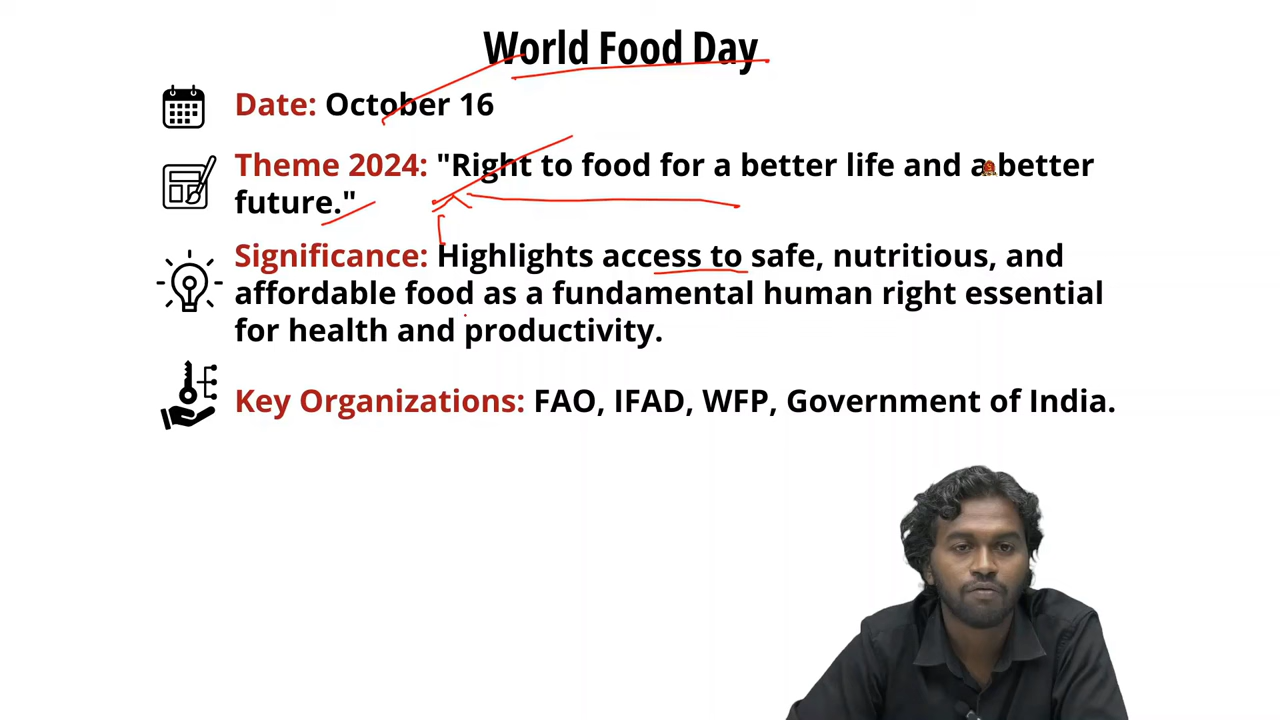 World Food Day
Date: October 16
Theme 2024: "Right to food for a better life and a better
future."
Significance: Highlights access to safe, nutritious, and
affordable food as a fundamental human right essential
for health and productivity.
Key Organizations: FAO, IFAD, WFP, Government of India.